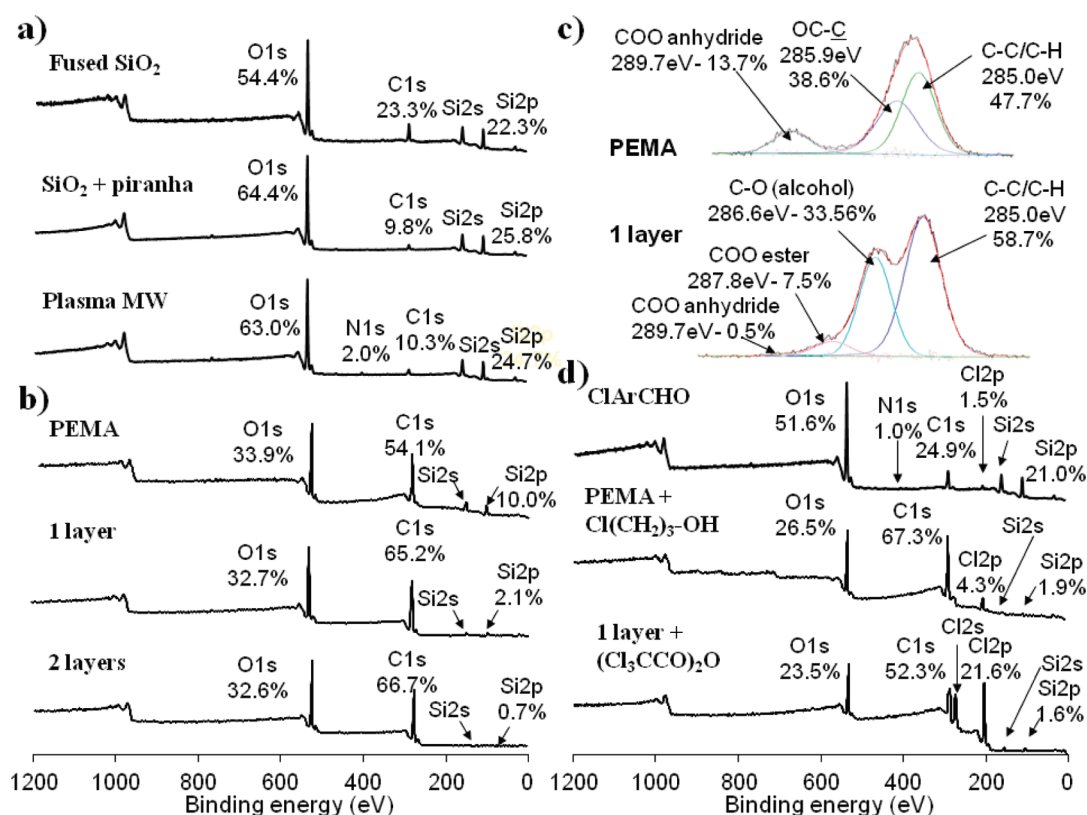 a)
Fused SiO₂
O1s
54.4%
C1s
23.3%
Si2s
Si2p
22.3%
SiO₂ + piranha
O1s
64.4%
C1s
9.8%
Si2s
Si2p
25.8%
Plasma MW
O1s
63.0%
N1s
2.0%
C1s
10.3%
Si2s
Si2p
24.7%
b)
PEMA
O1s
33.9%
C1s
54.1%
Si2s
Si2p
10.0%
1 layer
O1s
32.7%
C1s
65.2%
Si2s
Si2p
2.1%
2 layers
O1s
32.6%
C1s
66.7%
Si2s
Si2p
0.7%
1200 1000 800 600 400 200 0
Binding energy (eV)
c)
COO anhydride
289.7eV- 13.7%
OC-C
285.9eV
38.6%
C-C/C-H
285.0eV
47.7%
PEMA
C-O (alcohol)
286.6eV- 33.56%
C-C/C-H
285.0eV
58.7%
1 layer
COO ester
287.8eV- 7.5%
COO anhydride
289.7eV- 0.5%
d)
ClArCHO
O1s
51.6%
N1s
1.0%
C1s
24.9%
Cl2p
1.5%
Si2s
Si2p
21.0%
PEMA +
Cl(CH₂)₃-OH
O1s
26.5%
C1s
67.3%
Cl2p
4.3%
Si2s
Si2p
1.9%
1 layer +
(Cl₃CCO)₂O
O1s
23.5%
C1s
52.3%
Cl2s
Cl2p
21.6%
Si2s
Si2p
1.6%
1200 1000 800 600 400 200 0
Binding energy (eV)